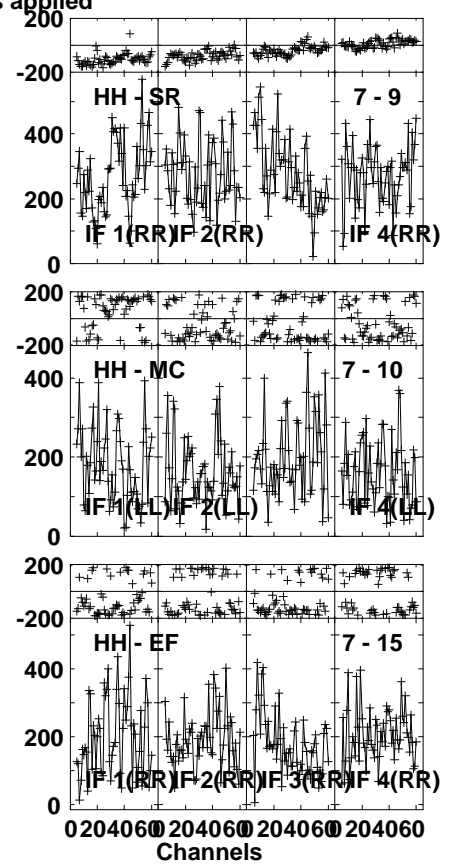 s applied
200
-200
HH - SR 7 - 9
400
200
IF 1(RR) IF 2(RR) IF 4(RR)
0
200
-200
HH - MC 7 - 10
400
200
IF 1(LL) IF 2(LL) IF 4(LL)
0
200
-200
HH - EF 7 - 15
400
200
IF 1(RR) IF 2(RR) IF 3(RR) IF 4(RR)
0
0 20 40 60 0 20 40 60 0 20 40 60 0 20 40 60
Channels